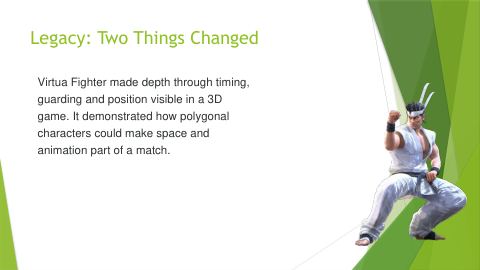 Legacy: Two Things Changed
Virtua Fighter made depth through timing,
guarding and position visible in a 3D
game. It demonstrated how polygonal
characters could make space and
animation part of a match.